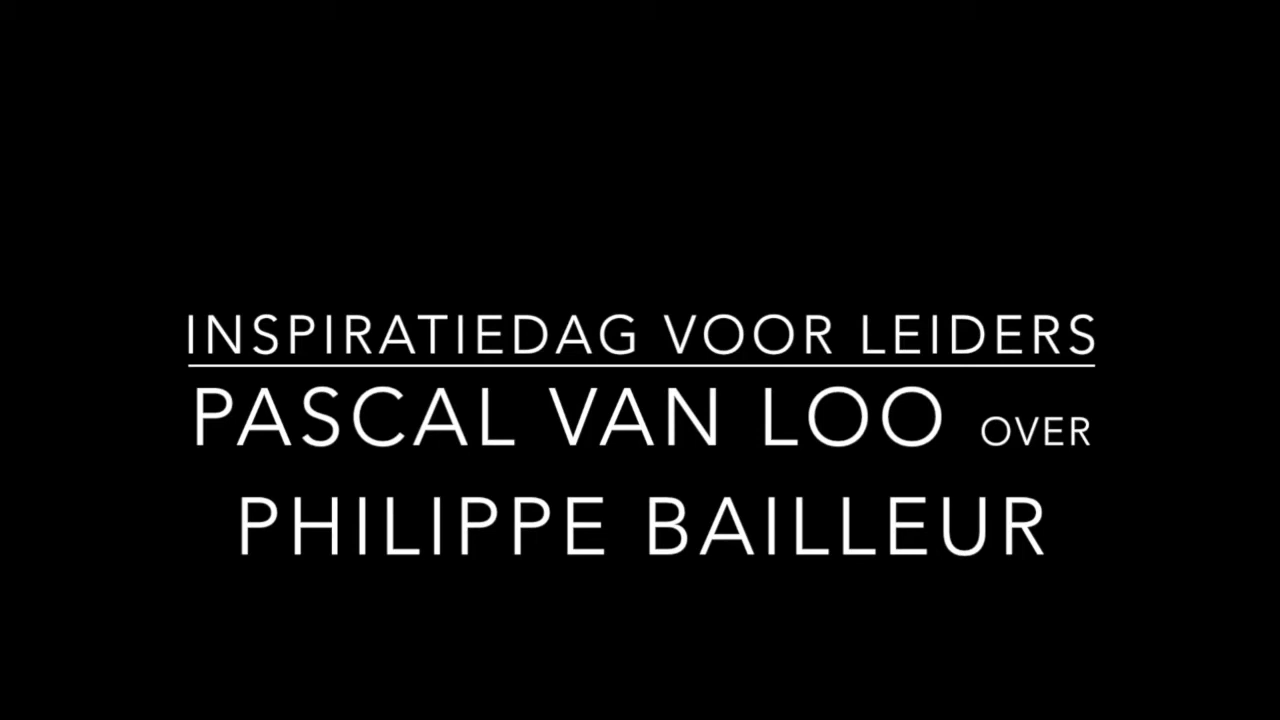 INSPIRATIEDAG VOOR LEIDERS
PASCAL VAN LOO OVER
PHILIPPE BAILLEUR